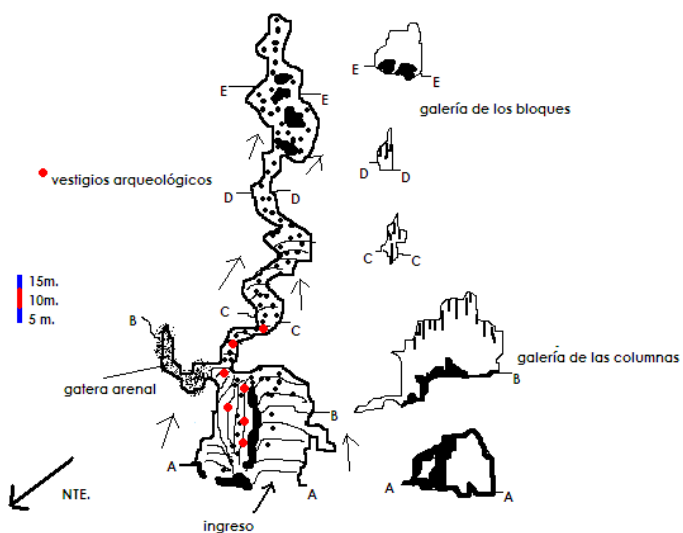 E
E
E
E
galería de los bloques
vestigios arqueológicos
D
D
D
D
15m.
10m.
5 m.
C
C
B
C
C
gatera arenal
galería de las columnas
B
B
A
A
A
A
NTE.
ingreso